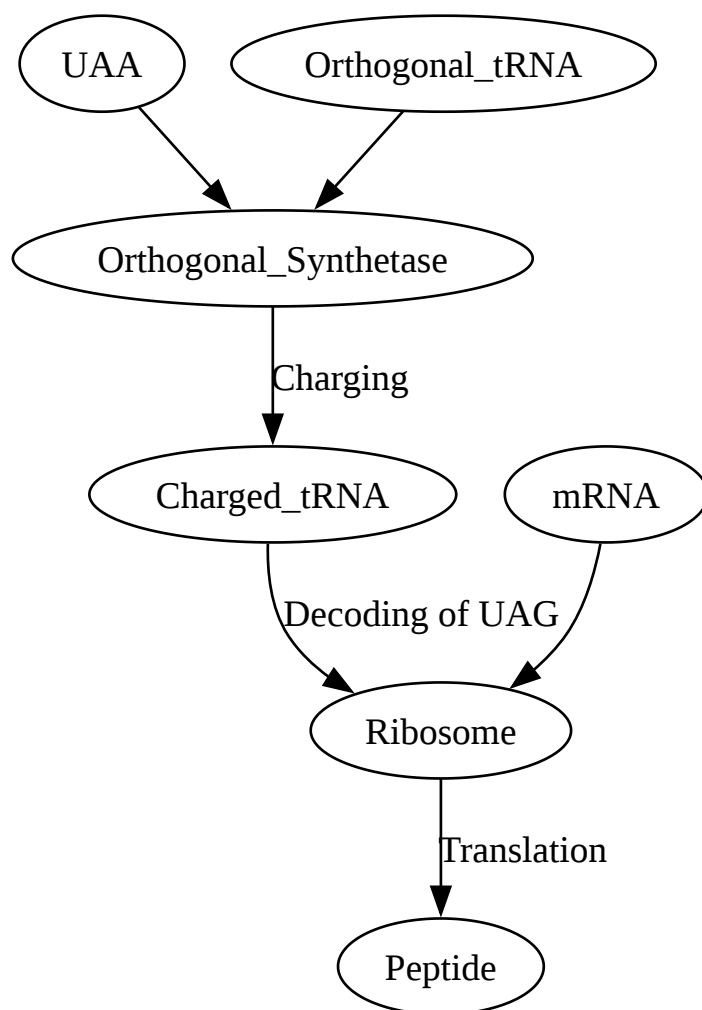 UAA
Orthogonal_tRNA
Orthogonal_Synthetase
Charging
Charged_tRNA
mRNA
Decoding of UAG
Ribosome
Translation
Peptide